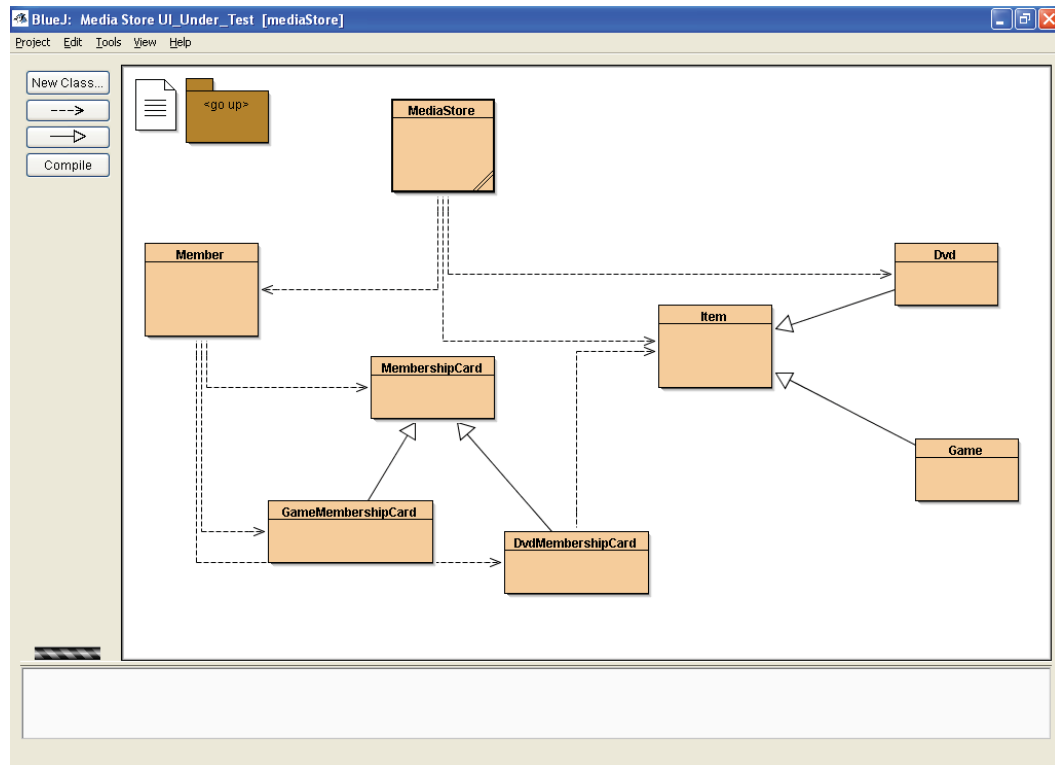 BlueJ: Media Store UI_Under_Test [mediaStore]
Project Edit Tools View Help
New Class...
Compile
<go up>
MediaStore
Member
Dvd
Item
MembershipCard
Game
GameMembershipCard
DvdMembershipCard